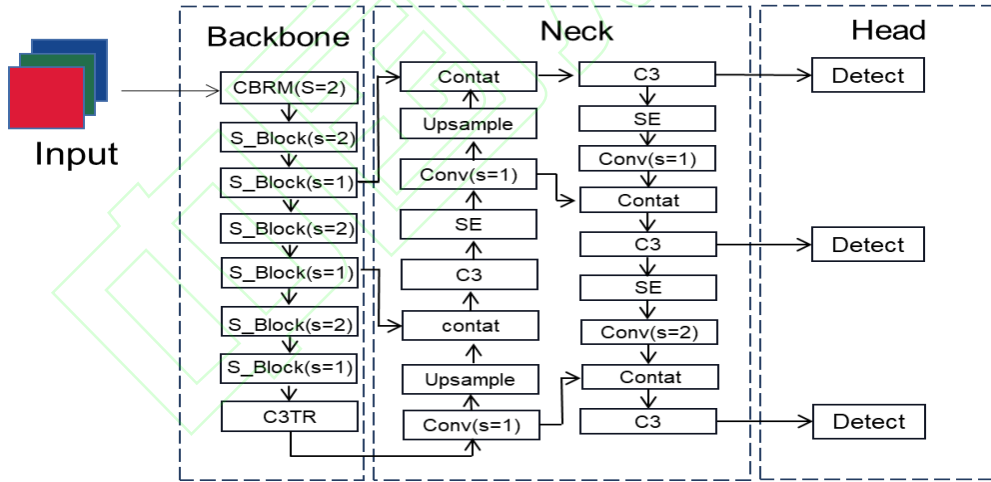 Input
Backbone
CBRM(S=2)
S_Block(s=2)
S_Block(s=1)
S_Block(s=2)
S_Block(s=1)
S_Block(s=2)
S_Block(s=1)
C3TR
Neck
Contat
Upsample
Conv(s=1)
SE
C3
contat
Upsample
Conv(s=1)
C3
SE
Conv(s=1)
Contat
C3
SE
Conv(s=2)
Contat
C3
Head
Detect
Detect
Detect